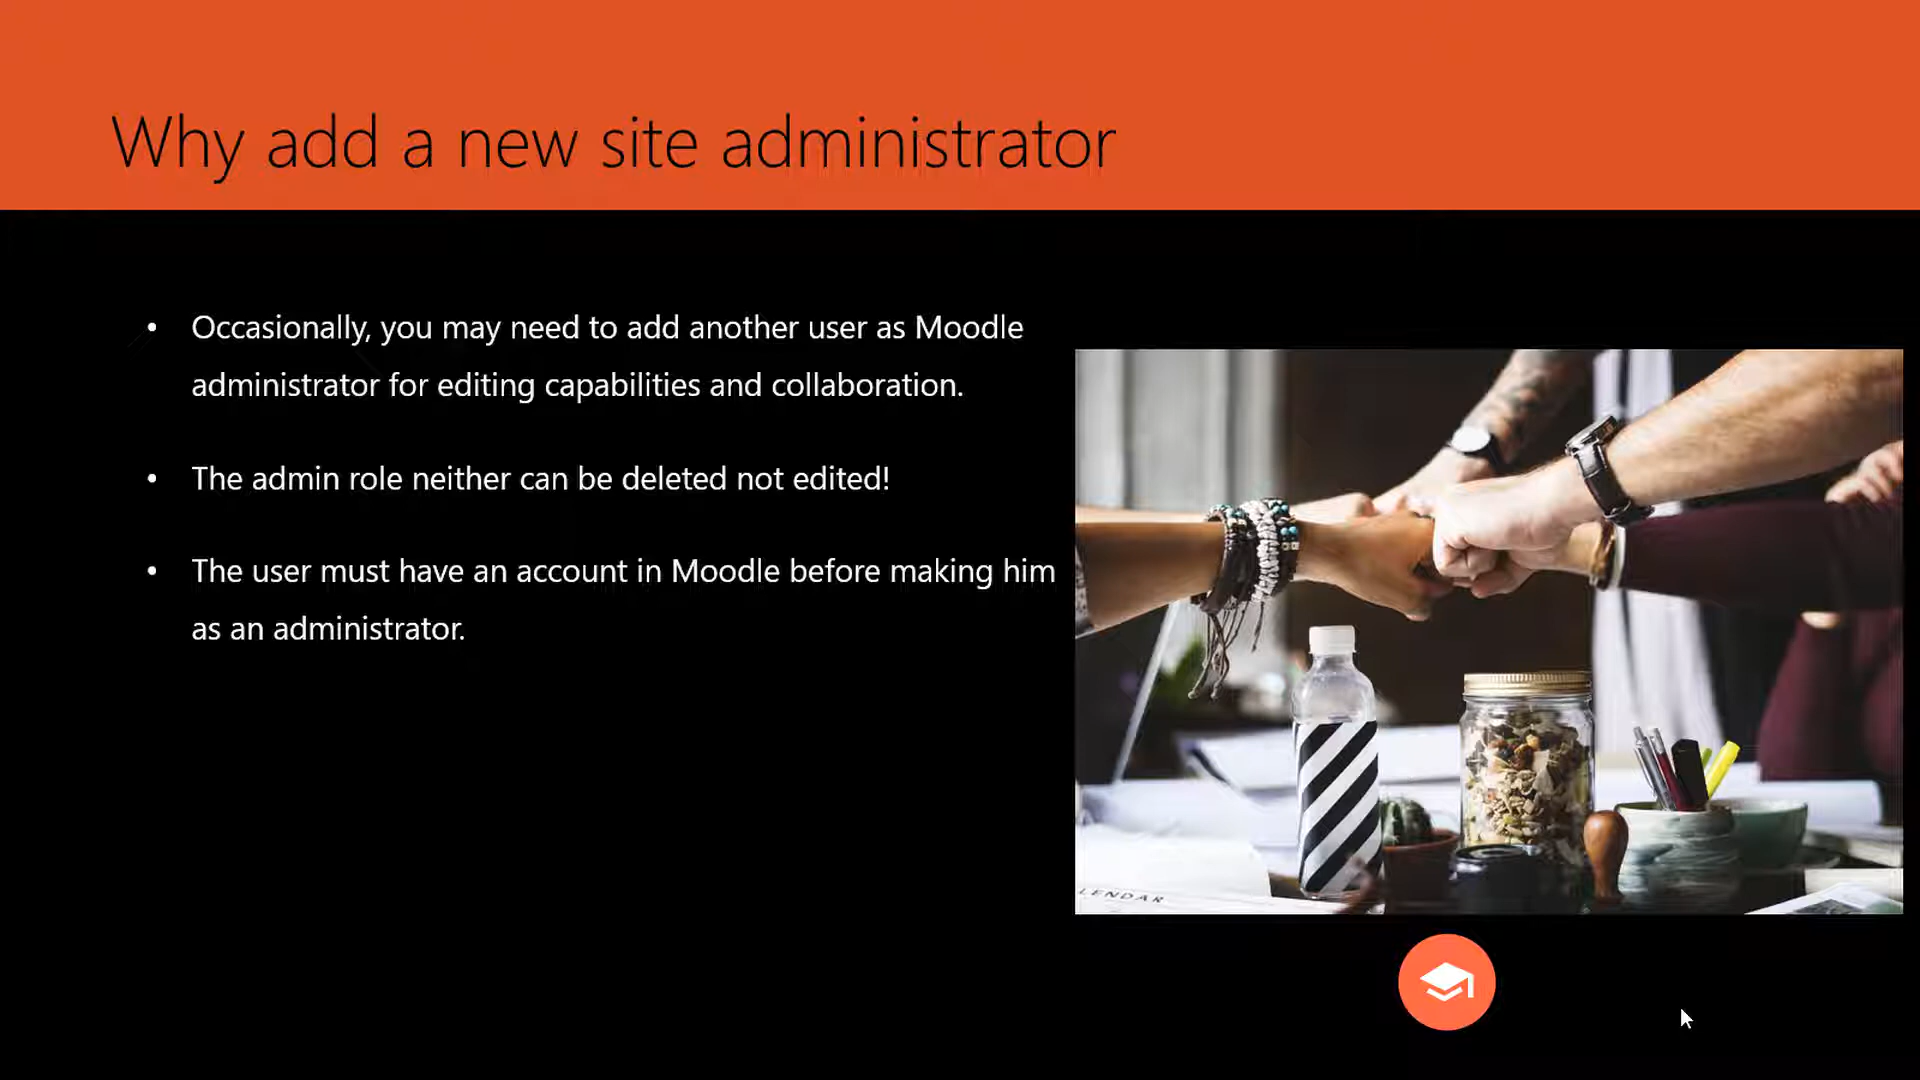 Why add a new site administrator
• Occasionally, you may need to add another user as Moodle
administrator for editing capabilities and collaboration.
• The admin role neither can be deleted not edited!
• The user must have an account in Moodle before making him
as an administrator.
LENDAR